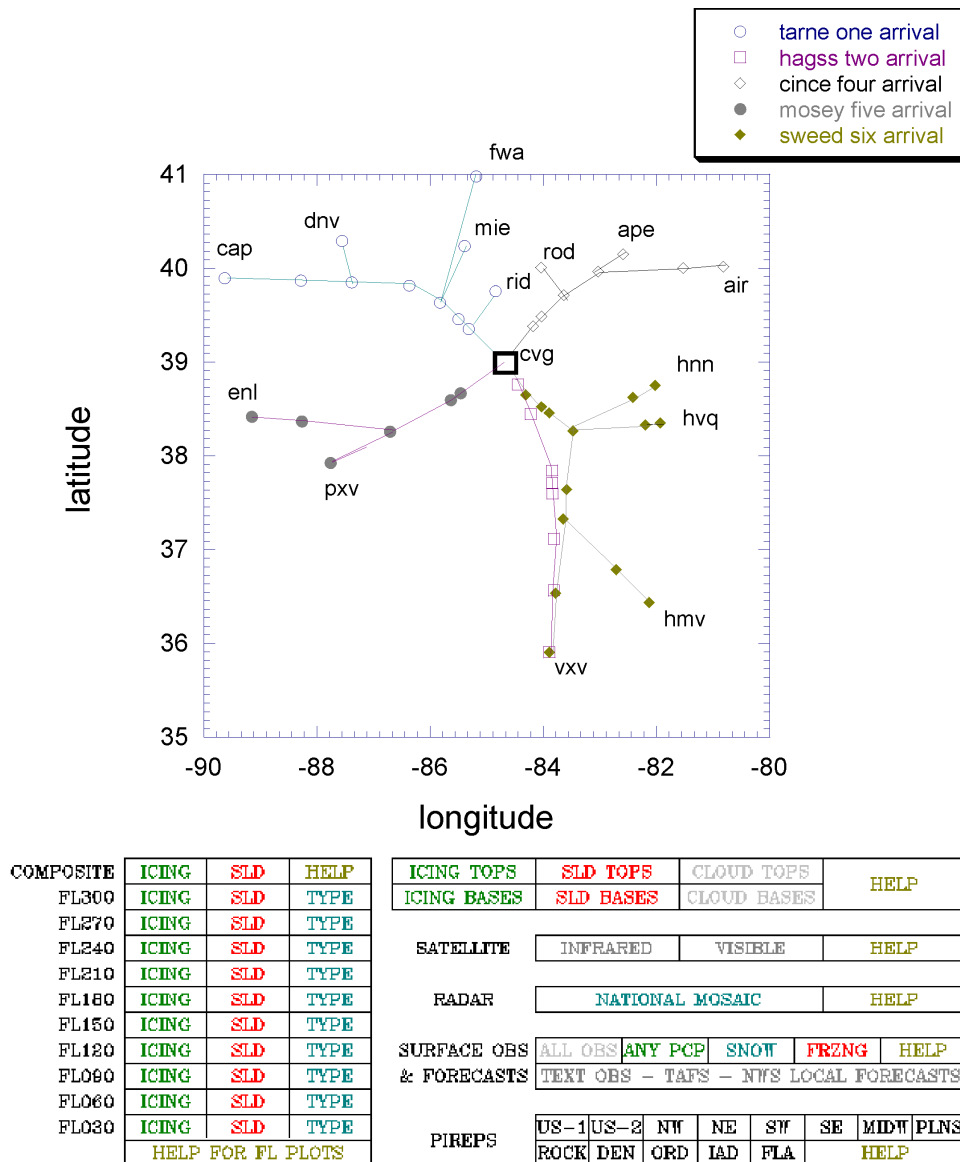 tarne one arrival
hagss two arrival
cince four arrival
mosey five arrival
sweed six arrival
fwa
41
dnv
mie
ape
cap
rod
40
rid
air
39
cvg
hnn
enl
hvq
38
pxv
37
hmv
36
vxv
35
-90 -88 -86 -84 -82 -80
latitude
longitude
COMPOSITE ICING SLD HELP
FL300 ICING SLD TYPE
FL270 ICING SLD TYPE
FL240 ICING SLD TYPE
FL210 ICING SLD TYPE
FL180 ICING SLD TYPE
FL150 ICING SLD TYPE
FL120 ICING SLD TYPE
FL090 ICING SLD TYPE
FL060 ICING SLD TYPE
FL030 ICING SLD TYPE
HELP FOR FL PLOTS
ICING TOPS SLD TOPS CLOUD TOPS HELP
ICING BASES SLD BASES CLOUD BASES
SATELLITE INFRARED VISIBLE HELP
RADAR NATIONAL MOSAIC HELP
SURFACE OBS ALL OBS ANY PCP SNOW FRZNG HELP
& FORECASTS TEXT OBS - TAFS - NWS LOCAL FORECASTS
PIREPS US-1 US-2 NW NE SW SE MIDW PLNS
ROCK DEN ORD IAD FLA HELP